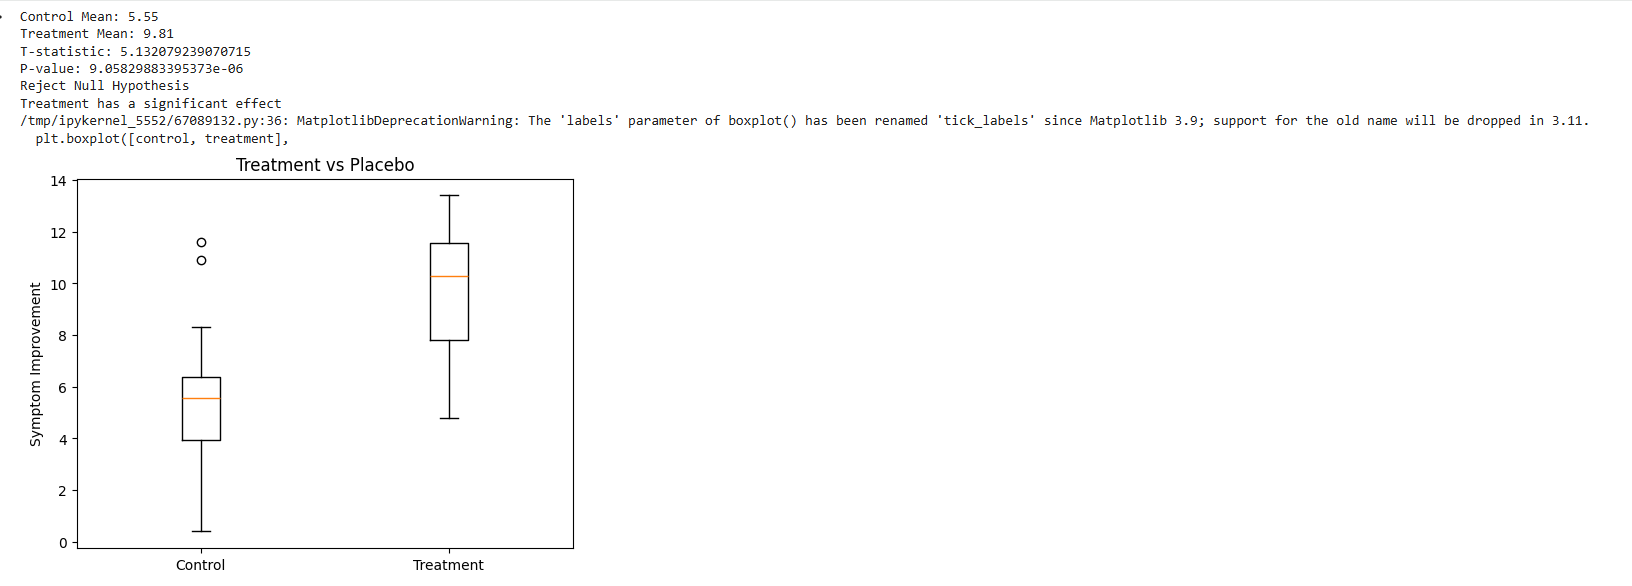 Control Mean: 5.55
Treatment Mean: 9.81
T-statistic: 5.132079239070715
P-value: 9.05829883395373e-06
Reject Null Hypothesis
Treatment has a significant effect
/tmp/ipykernel_5552/67089132.py:36: MatplotlibDeprecationWarning: The 'labels' parameter of boxplot() has been renamed 'tick_labels' since Matplotlib 3.9; support for the old name will be dropped in 3.11.
  plt.boxplot([control, treatment],
Treatment vs Placebo
14
12
10
8
6
4
2
0
Symptom Improvement
Control
Treatment